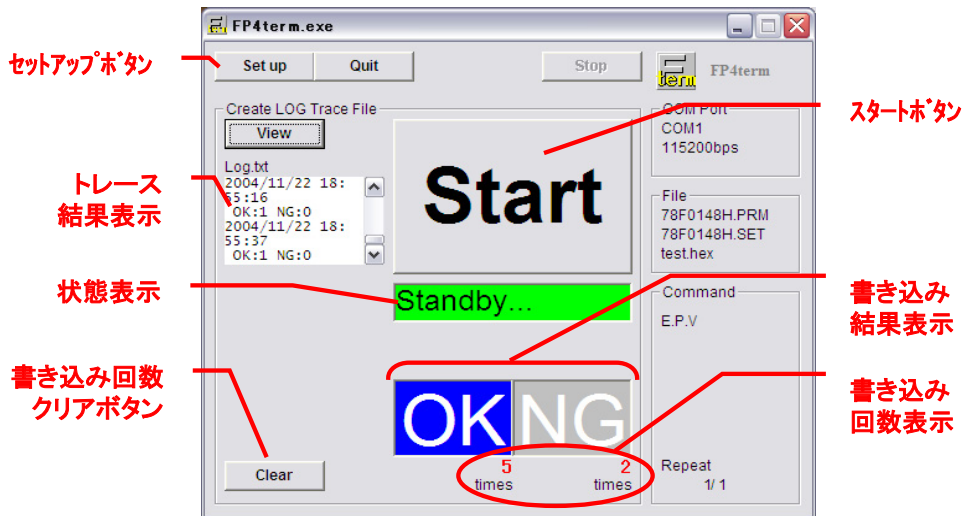 FP4term.exe
セットアップボタン
Set up
Quit
Stop
term
FP4term
Create LOG Trace File
View
Log.txt
2004/11/22 18:
55:16
OK:1 NG:0
2004/11/22 18:
55:37
OK:1 NG:0
トレース
結果表示
Start
スタートボタン
COM Port
COM1
115200bps
File
78F0148H.PRM
78F0148H.SET
test.hex
状態表示
Standby...
Command
E.P.V
書き込み
結果表示
書き込み回数
クリアボタン
OK
NG
書き込み
回数表示
5
times
2
times
Clear
Repeat
1/ 1